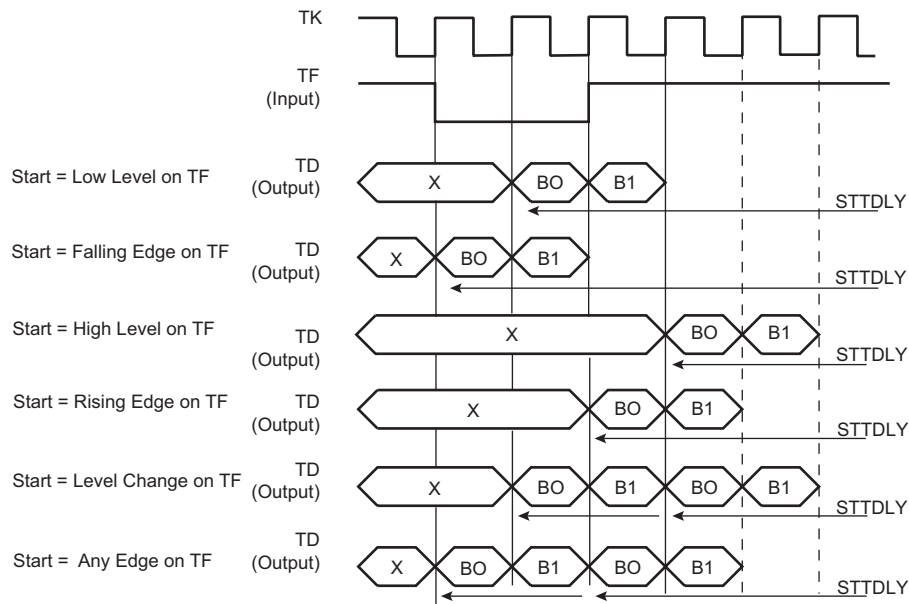 TK
TF
(Input)
Start = Low Level on TF
TD
(Output)
X
BO
B1
STTDLY
Start = Falling Edge on TF
TD
(Output)
X
BO
B1
STTDLY
Start = High Level on TF
TD
(Output)
X
BO
B1
STTDLY
Start = Rising Edge on TF
TD
(Output)
X
BO
B1
STTDLY
Start = Level Change on TF
TD
(Output)
X
BO
B1
BO
B1
STTDLY
Start = Any Edge on TF
TD
(Output)
X
BO
B1
BO
B1
STTDLY